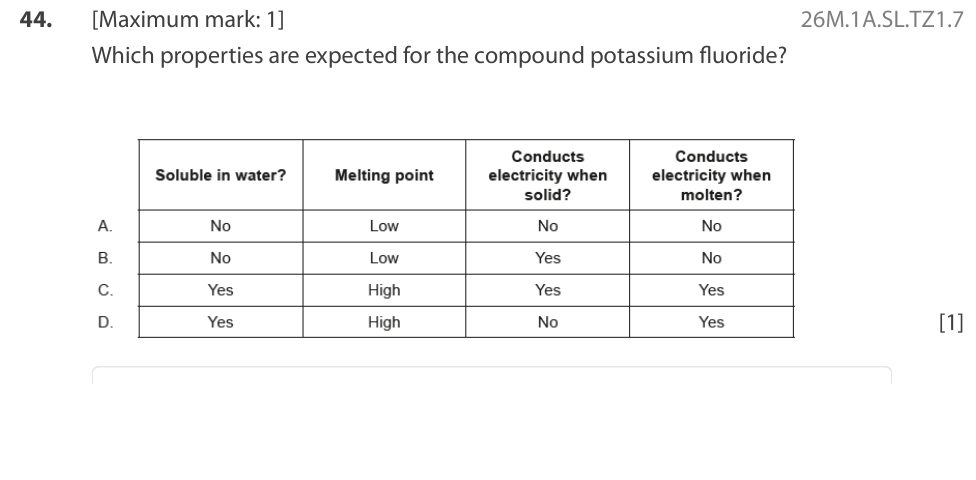 44. [Maximum mark: 1] 26M.1A.SL.TZ1.7
Which properties are expected for the compound potassium fluoride?
Soluble in water? Melting point Conducts electricity when solid? Conducts electricity when molten?
A. No Low No No
B. No Low Yes No
C. Yes High Yes Yes
D. Yes High No Yes [1]